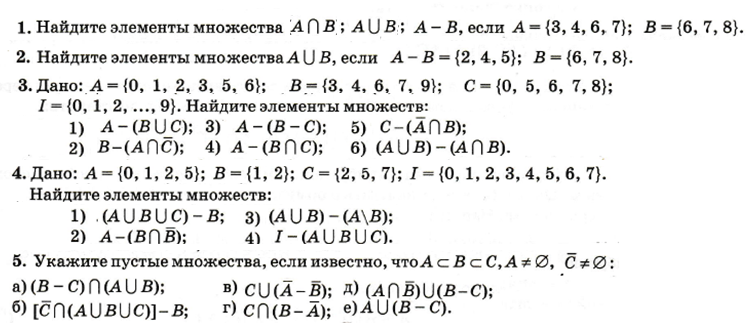 1. Найдите элементы множества A∩B; A∪B; A − B, если A = {3, 4, 6, 7}; B = {6, 7, 8}.
2. Найдите элементы множества A∪B, если A − B = {2, 4, 5}; B = {6, 7, 8}.
3. Дано: A = {0, 1, 2, 3, 5, 6}; B = {3, 4, 6, 7, 9}; C = {0, 5, 6, 7, 8};
I = {0, 1, 2, ..., 9}. Найдите элементы множеств:
1) A − (B∪C); 3) A − (B − C); 5) C − (A̅∩B);
2) B − (A∩C̅); 4) A − (B∩C); 6) (A∪B) − (A∩B).
4. Дано: A = {0, 1, 2, 5}; B = {1, 2}; C = {2, 5, 7}; I = {0, 1, 2, 3, 4, 5, 6, 7}.
Найдите элементы множеств:
1) (A∪B∪C) − B; 3) (A∪B) − (A\B);
2) A − (B∩B̅); 4) I − (A∪B∪C).
5. Укажите пустые множества, если известно, что A ⊂ B ⊂ C, A ≠ ∅, C̅ ≠ ∅:
а) (B − C)∩(A∪B); в) C∪(A̅ − B̅); д) (A∩B̅)∪(B − C);
б) [C̅∩(A∪B∪C)] − B; г) C∩(B − A̅); е) A∪(B − C).